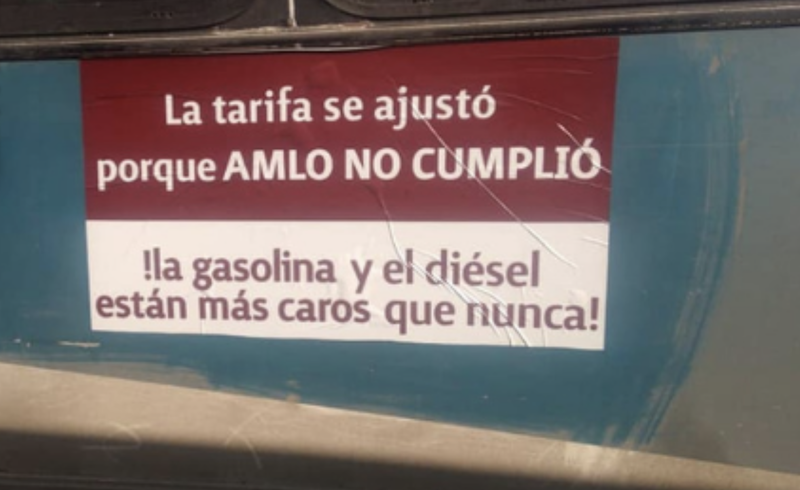 La tarifa se ajustó
porque AMLO NO CUMPLIÓ
!la gasolina y el diésel
están más caros que nunca!